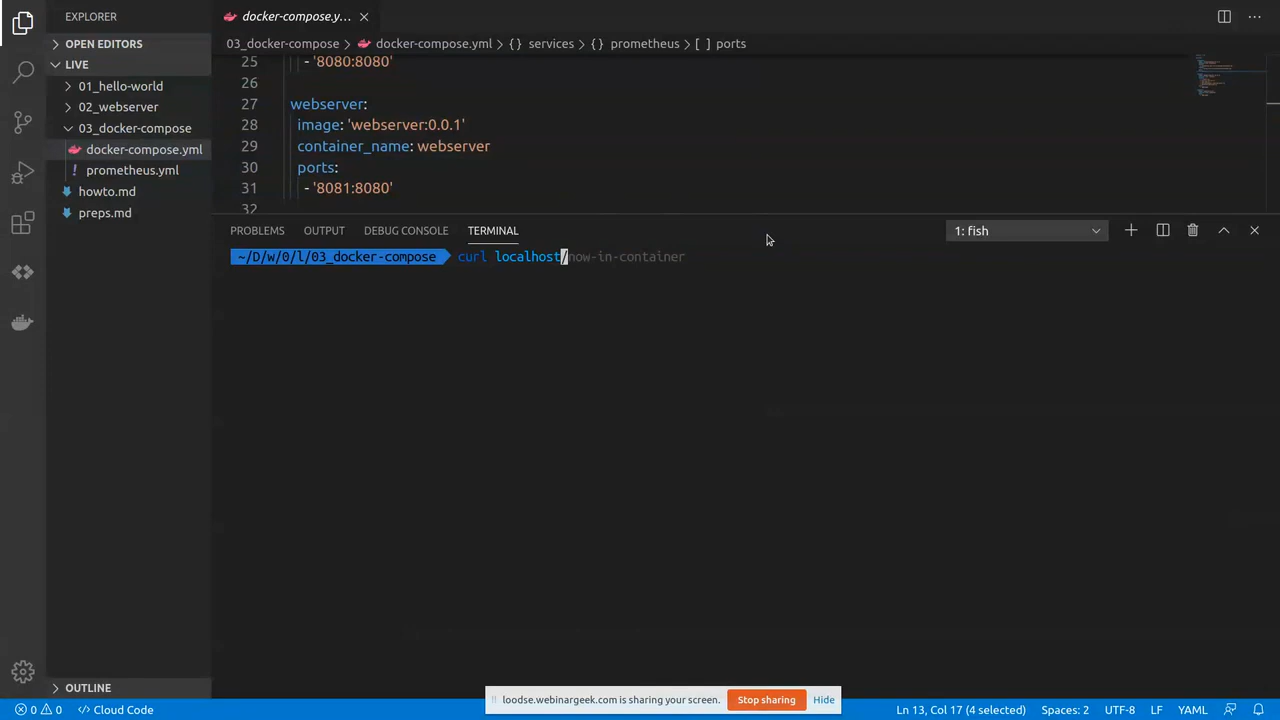 EXPLORER
docker-compose.y...
OPEN EDITORS
03_docker-compose > docker-compose.yml > {} services > {} prometheus > [ ] ports
LIVE
01_hello-world
02_webserver
03_docker-compose
docker-compose.yml
! prometheus.yml
howto.md
preps.md
25 - '8080:8080'
26
27 webserver:
28 image: 'webserver:0.0.1'
29 container_name: webserver
30 ports:
31 - '8081:8080'
32
PROBLEMS OUTPUT DEBUG CONSOLE TERMINAL 1: fish
~/D/w/0/l/03_docker-compose curl localhost/now-in-container
OUTLINE
loodse.webinargeek.com is sharing your screen. Stop sharing Hide
0 0 Cloud Code Ln 13, Col 17 (4 selected) Spaces: 2 UTF-8 LF YAML